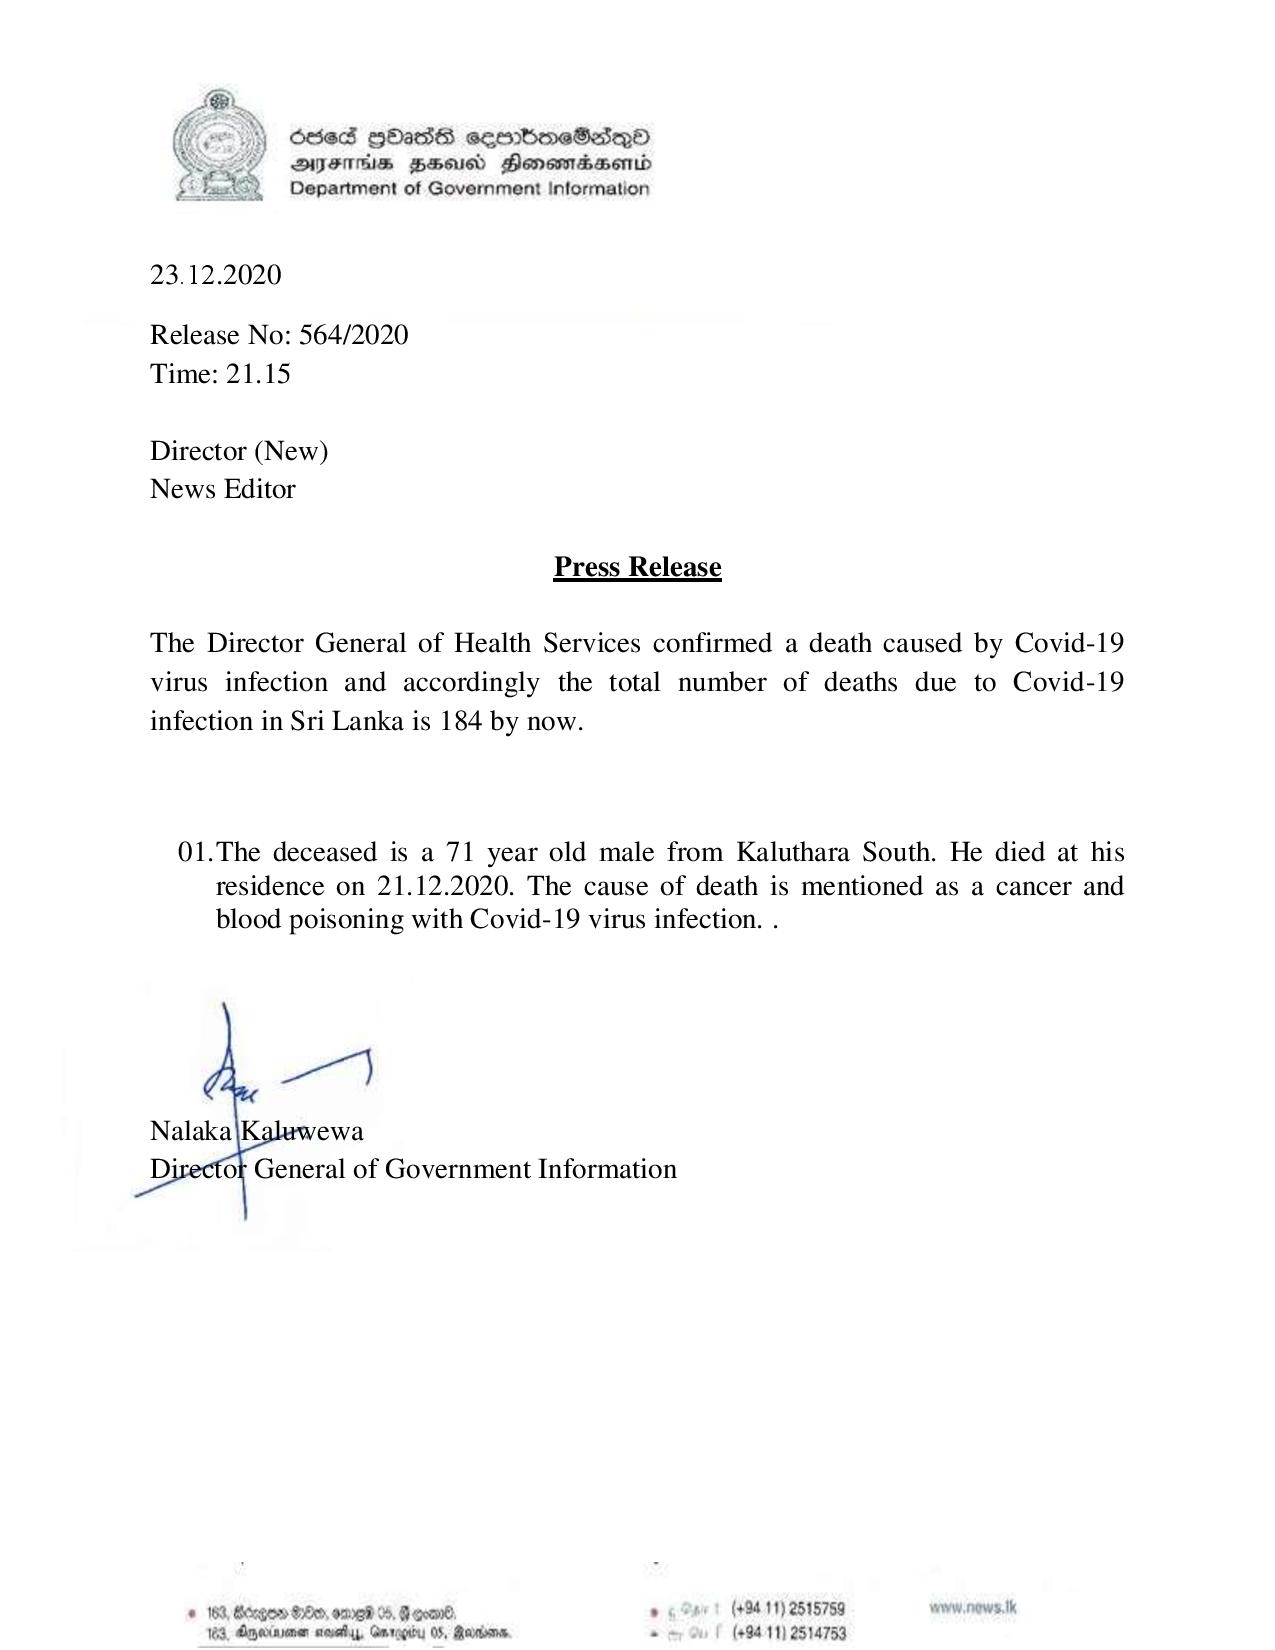 රජයේ ප්‍රවෘත්ති දෙපාර්තමේන්තුව
அரசாங்க தகவல் திணைக்களம்
Department of Government Information
23.12.2020
Release No: 564/2020
Time: 21.15
Director (New)
News Editor
Press Release
The Director General of Health Services confirmed a death caused by Covid-19
virus infection and accordingly the total number of deaths due to Covid-19
infection in Sri Lanka is 184 by now.
01. The deceased is a 71 year old male from Kaluthara South. He died at his
residence on 21.12.2020. The cause of death is mentioned as a cancer and
blood poisoning with Covid-19 virus infection. .
Nalaka Kaluwewa
Director General of Government Information
163, කිරුලපන මාවත, කොළඹ 05, ශ්‍රී ලංකාව.
163, கிருலப்பனை வீதி, கொழும்பு 05, இலங்கை.
(+94 11) 2515759
(+94 11) 2514753
www.news.lk